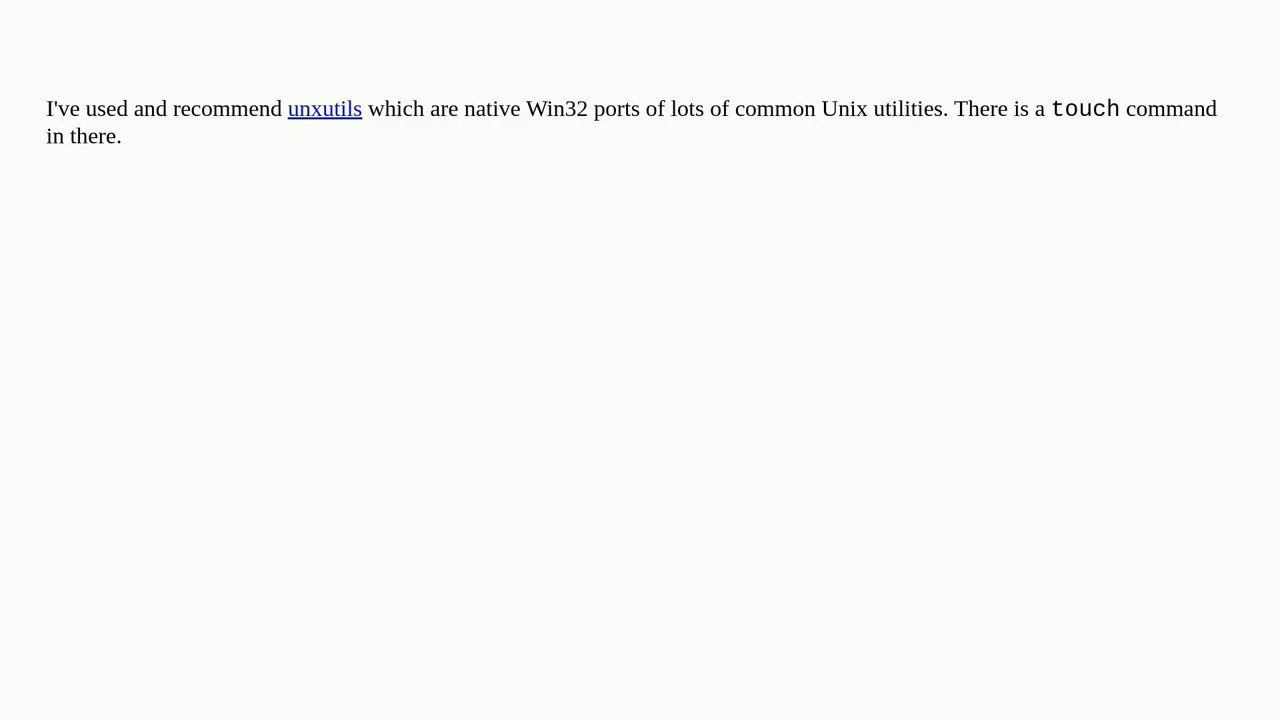 I've used and recommend unxutils which are native Win32 ports of lots of common Unix utilities. There is a touch command
in there.